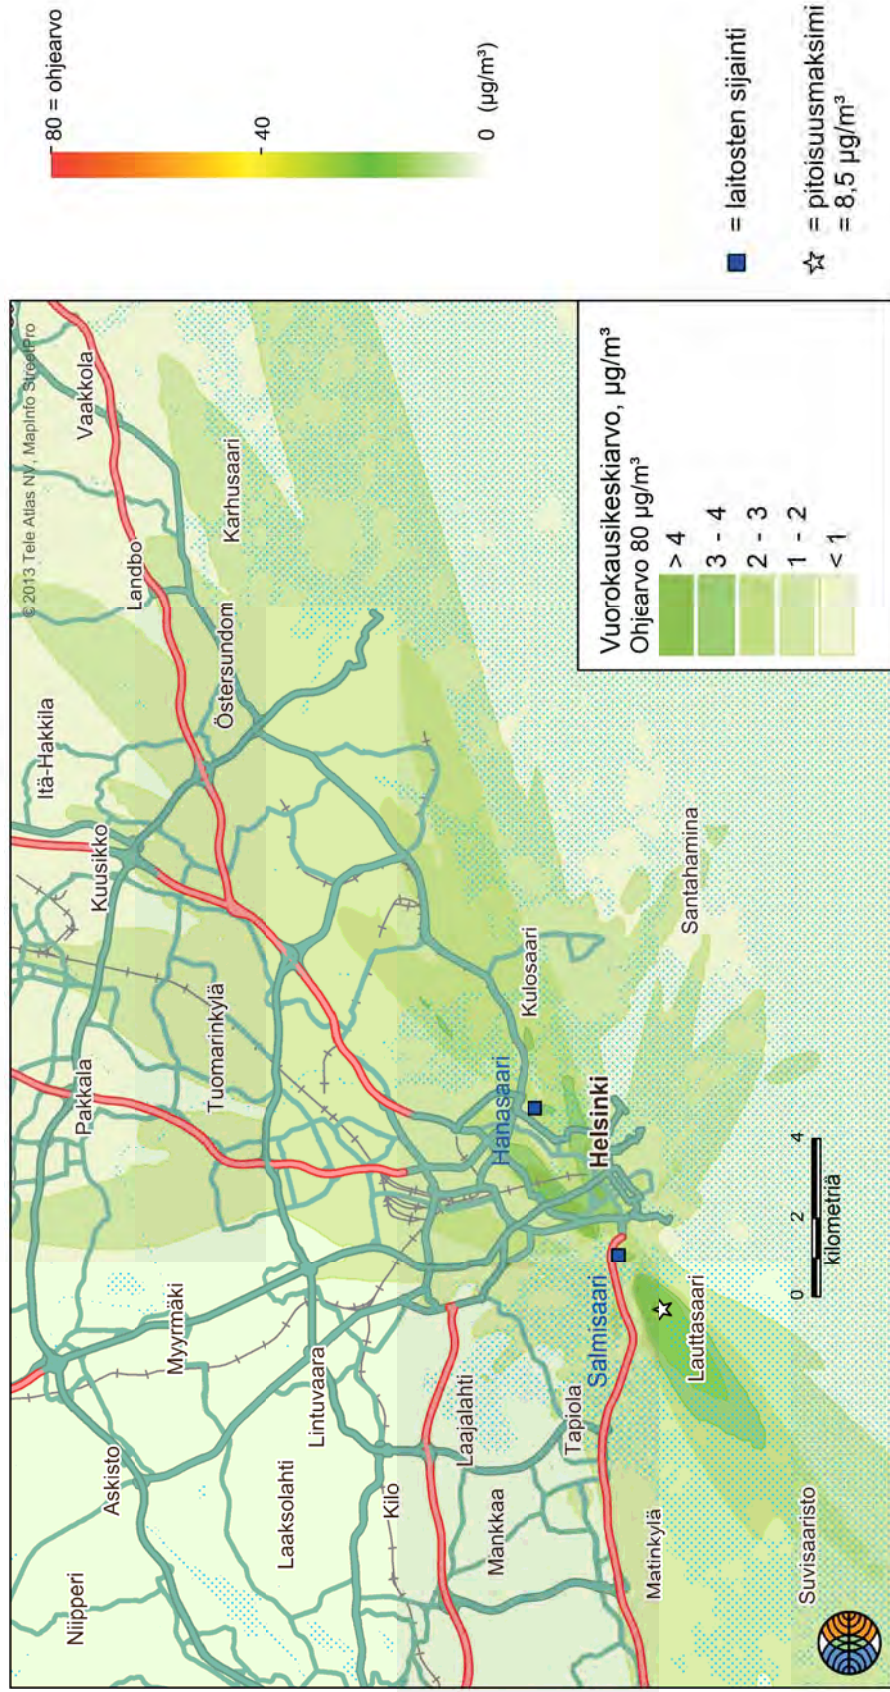 © 2013 Tele Atlas NV, MapInfo StreetPro
Vaakkola
Landbo
Karhusaari
Itä-Hakkila
Östersundom
Kuusikko
Tuomarinkylä
Pakkala
Kulosaari
Santahamina
Hanasaari
Helsinki
Myyrmäki
Lintuvaara
Askisto
Laaksolahti
Niipperi
Kilo
Laajalahti
Mankkaa
Tapiola
Salmisaari
Lauttasaari
Matinkylä
Suvisaaristo
0 2 4
kilometriä
Vuorokausikeskiarvo, µg/m³
Ohjearvo 80 µg/m³
> 4
3 - 4
2 - 3
1 - 2
< 1
80 = ohjearvo
40
0 (µg/m³)
= laitosten sijainti
= pitoisuusmaksimi
= 8,5 µg/m³